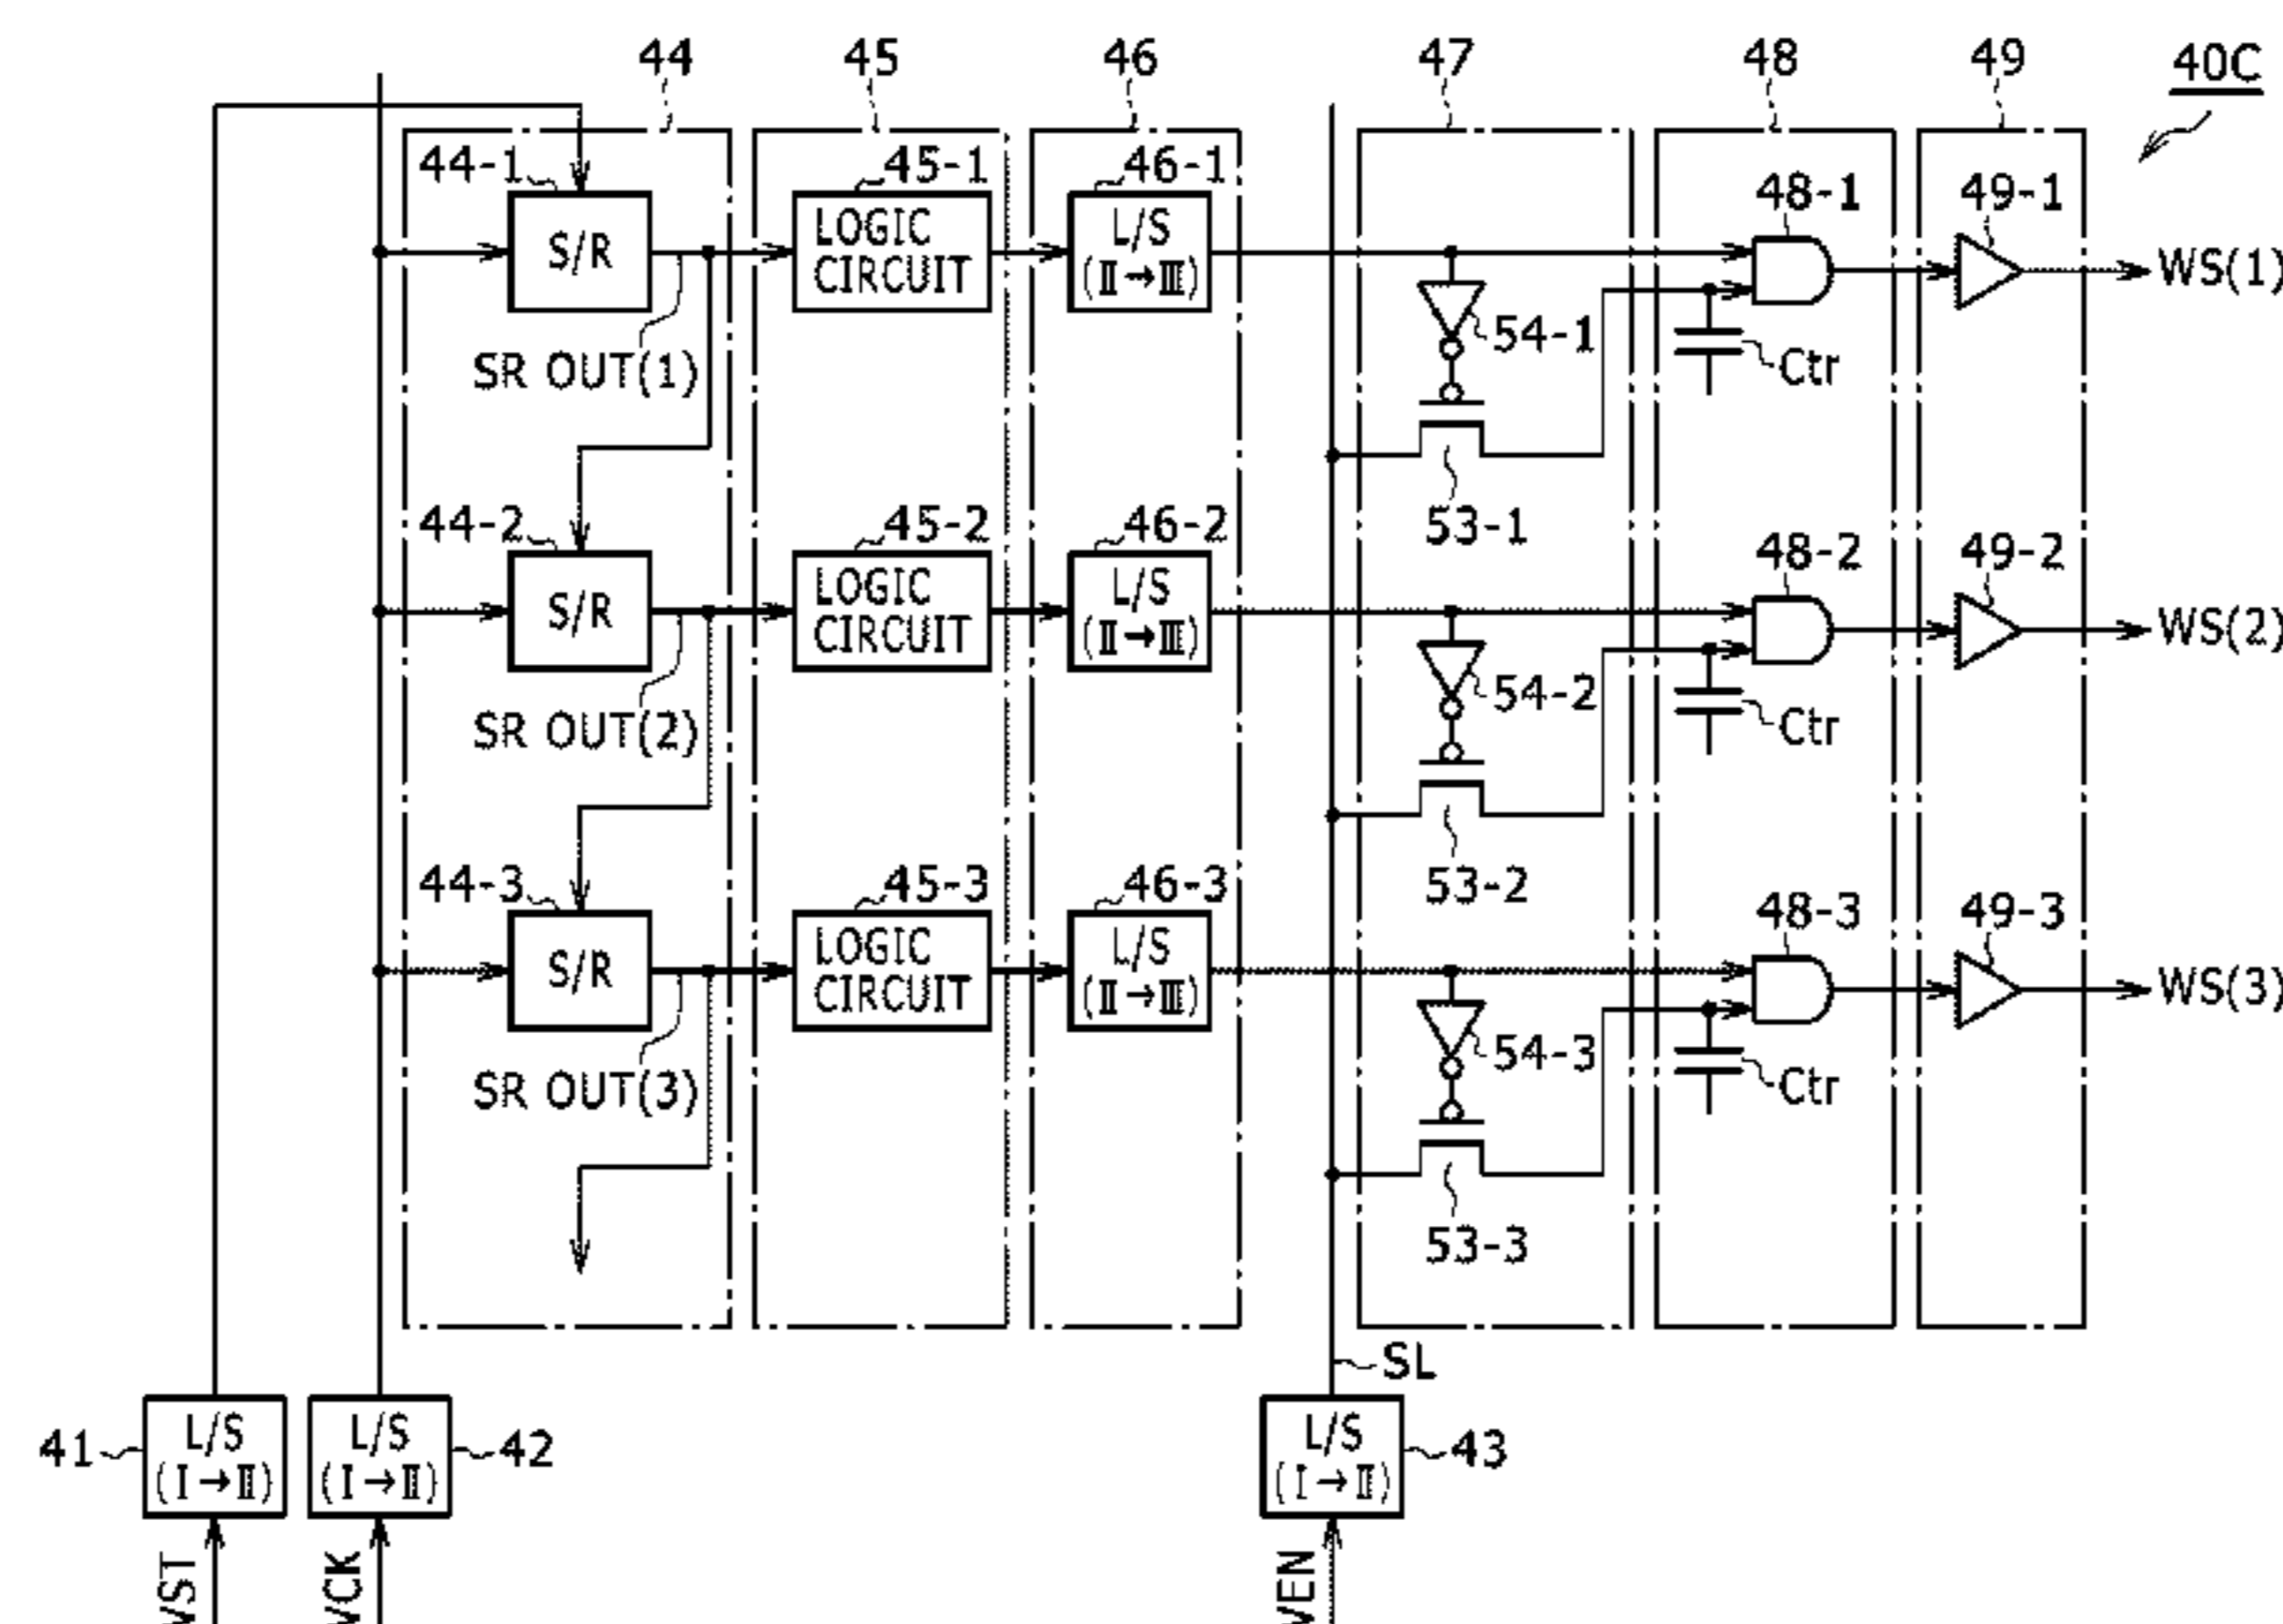 44 45 46 47 48 49 40C
44-1 45-1 46-1 48-1 49-1
S/R LOGIC CIRCUIT L/S (Ⅱ→Ⅲ) WS(1)
54-1
SR OUT(1) Ctr
53-1
44-2 45-2 46-2 48-2 49-2
S/R LOGIC CIRCUIT L/S (Ⅱ→Ⅲ) WS(2)
54-2
SR OUT(2) Ctr
53-2
44-3 45-3 46-3 48-3 49-3
S/R LOGIC CIRCUIT L/S (Ⅱ→Ⅲ) WS(3)
54-3
SR OUT(3) Ctr
53-3
SL
41 L/S (Ⅰ→Ⅱ) L/S (Ⅰ→Ⅱ) 42 L/S (Ⅰ→Ⅱ) 43
VST VCK VEN